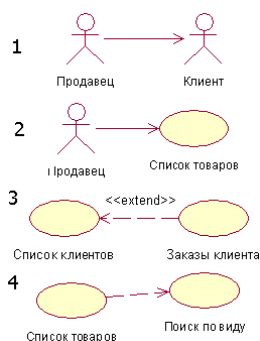 1
Продавец
Клиент
2
Продавец
Список товаров
3
<<extend>>
Список клиентов
Заказы клиента
4
Список товаров
Поиск по виду